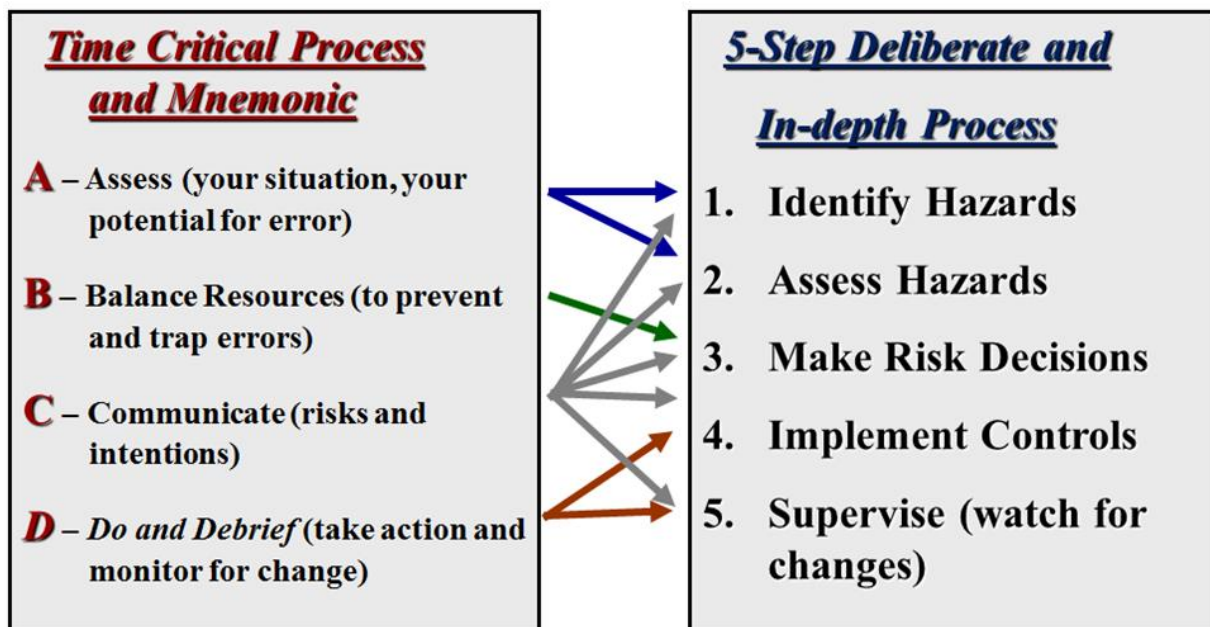 Time Critical Process
and Mnemonic
A – Assess (your situation, your
potential for error)
B – Balance Resources (to prevent
and trap errors)
C – Communicate (risks and
intentions)
D – Do and Debrief (take action and
monitor for change)
5-Step Deliberate and
In-depth Process
1. Identify Hazards
2. Assess Hazards
3. Make Risk Decisions
4. Implement Controls
5. Supervise (watch for
changes)